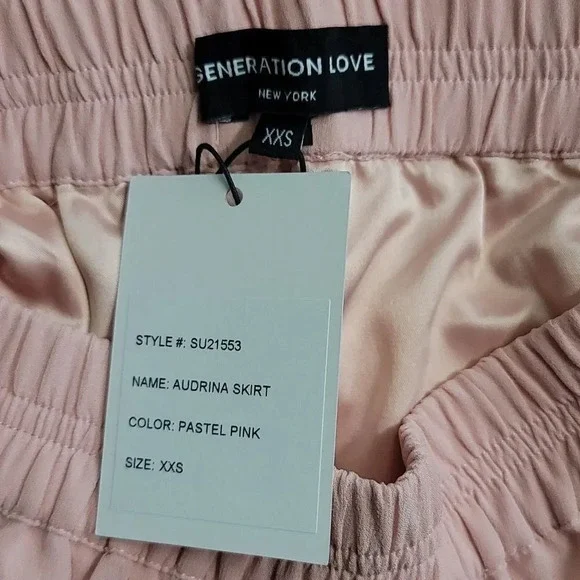 GENERATION LOVE
NEW YORK
XXS
STYLE #: SU21553
NAME: AUDRINA SKIRT
COLOR: PASTEL PINK
SIZE: XXS